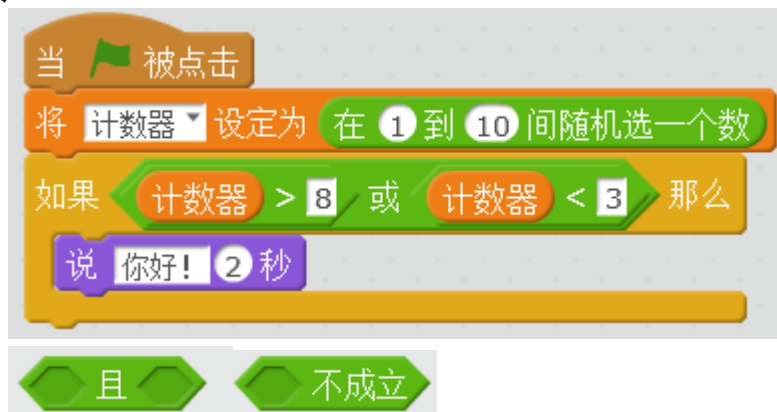 当 被点击
将 计数器 设定为 在 1 到 10 间随机选一个数
如果 计数器 > 8 或 计数器 < 3 那么
说 你好! 2 秒
且 不成立